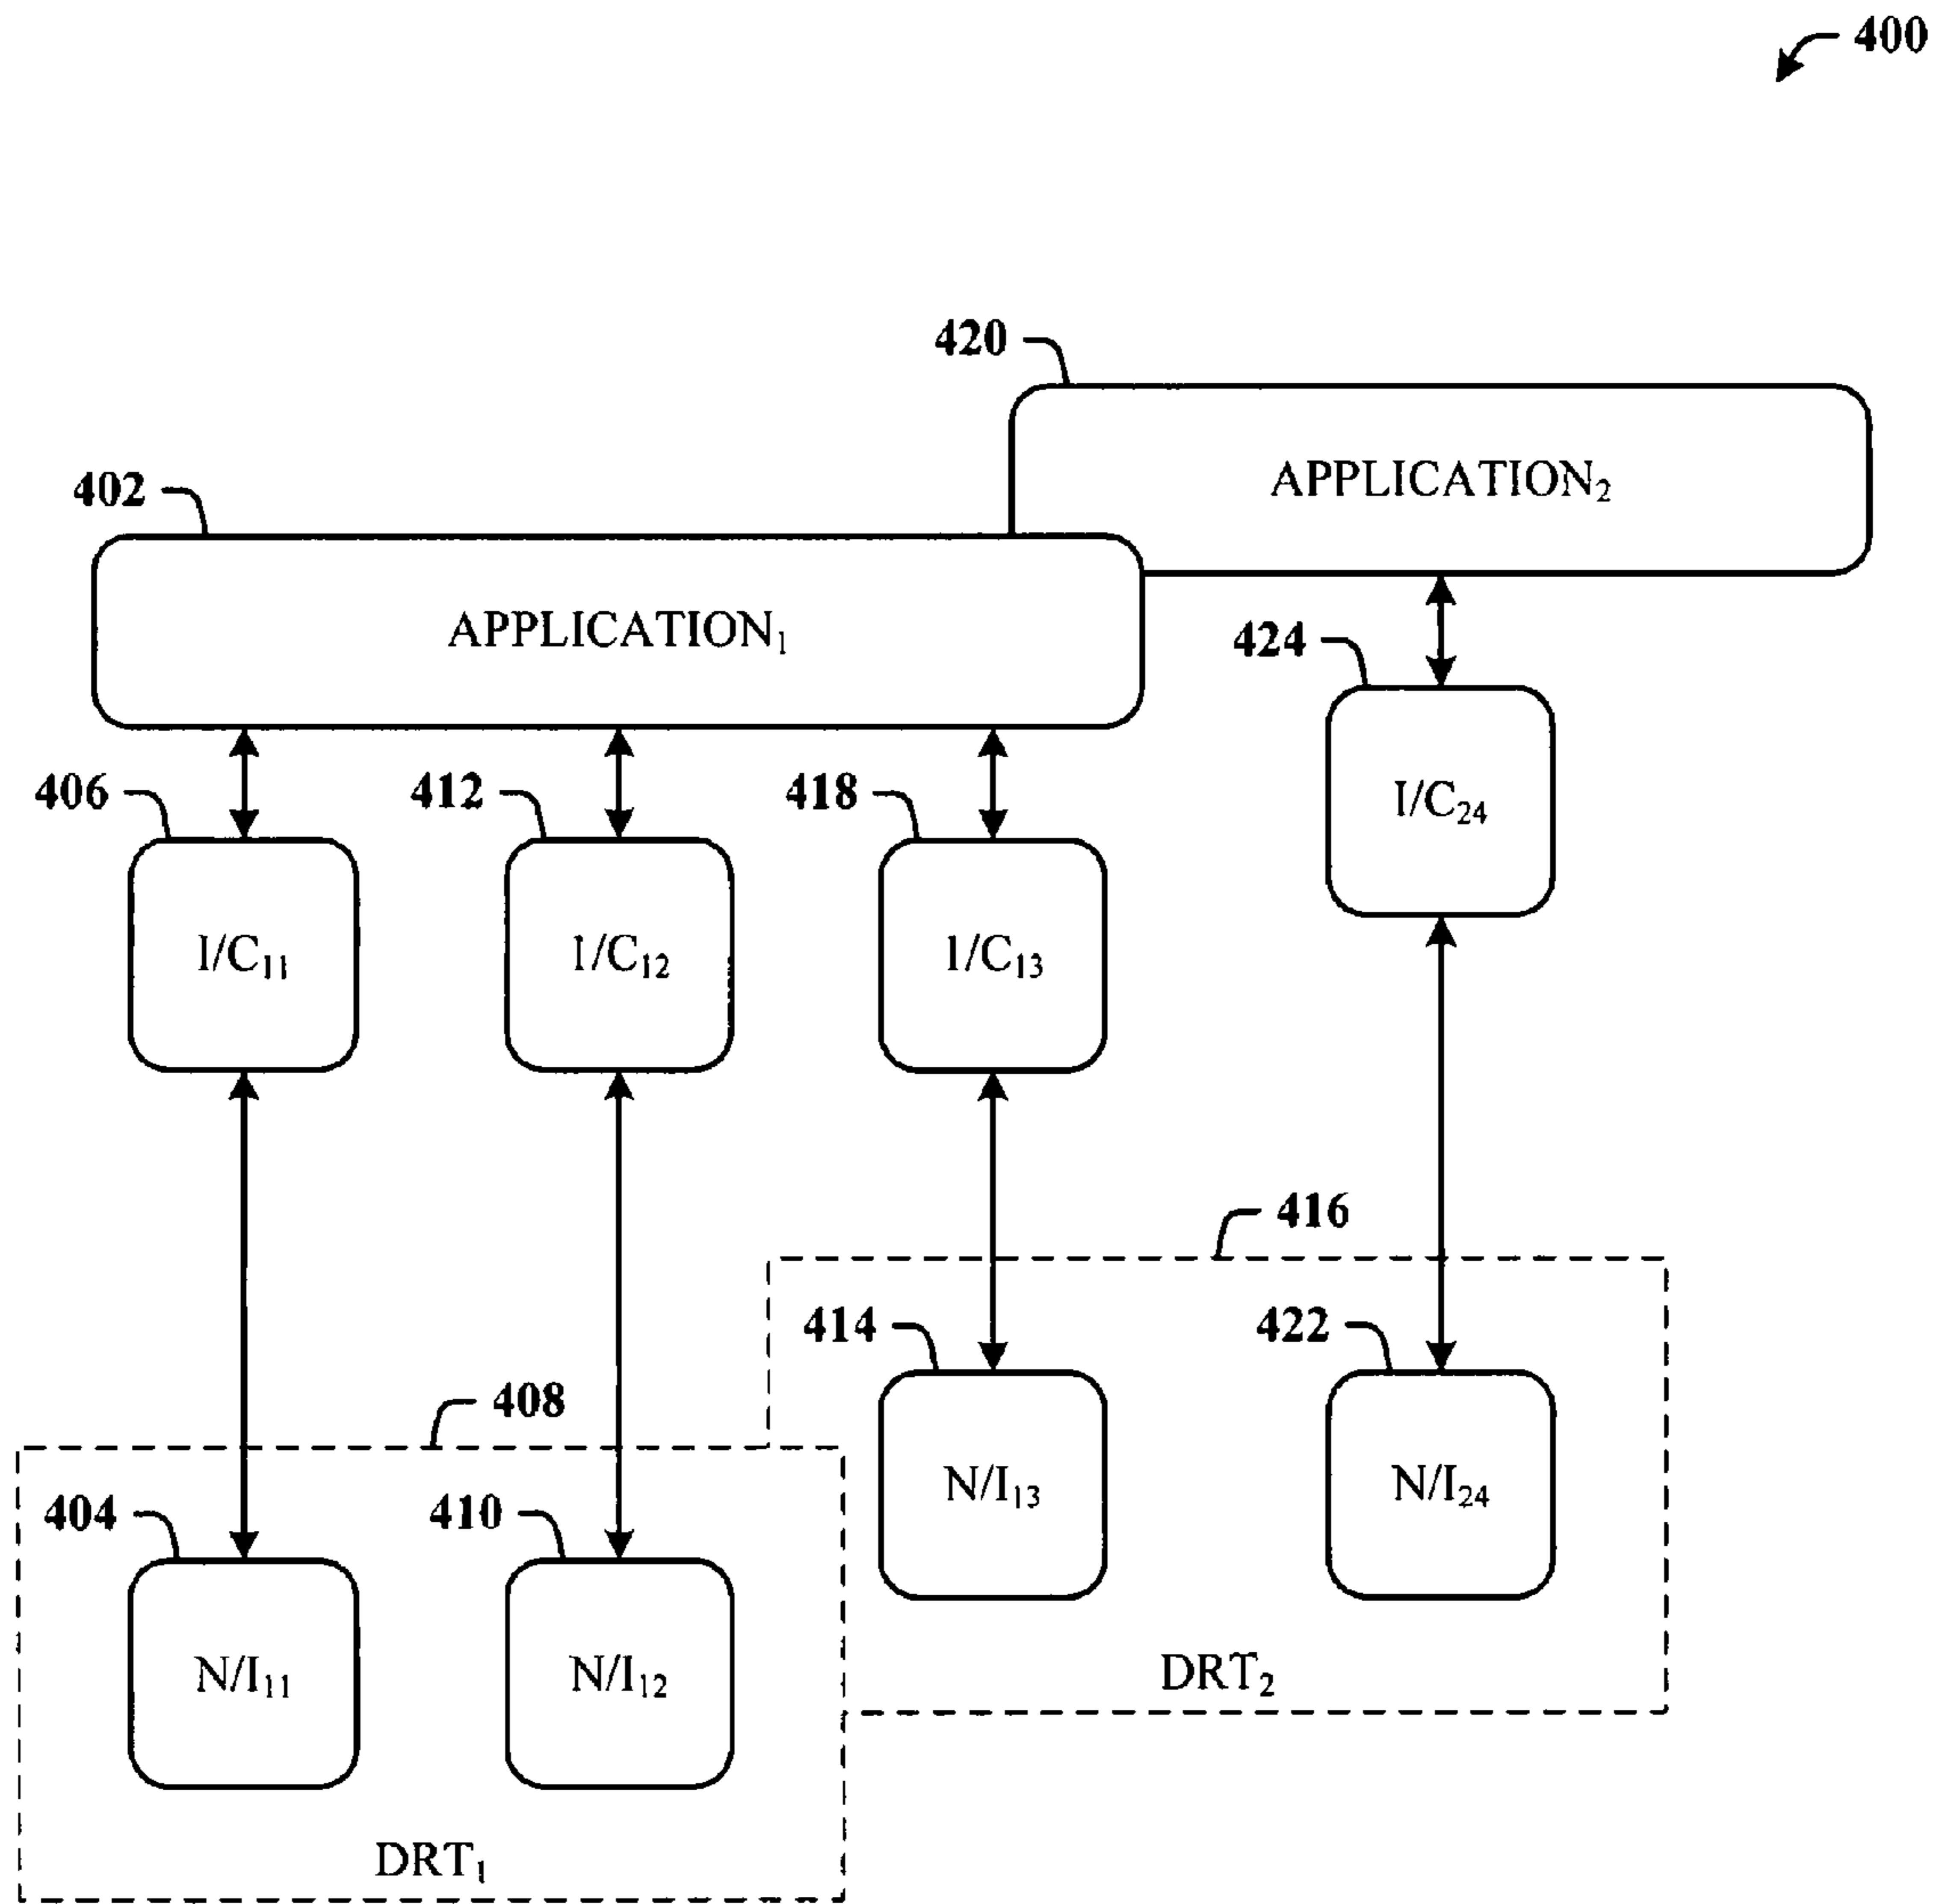 400
420
APPLICATION₂
402
APPLICATION₁
424
I/C₂₄
406
412
418
I/C₁₁
I/C₁₂
I/C₁₃
416
414
422
408
N/I₁₃
N/I₂₄
404
410
N/I₁₁
N/I₁₂
DRT₂
DRT₁